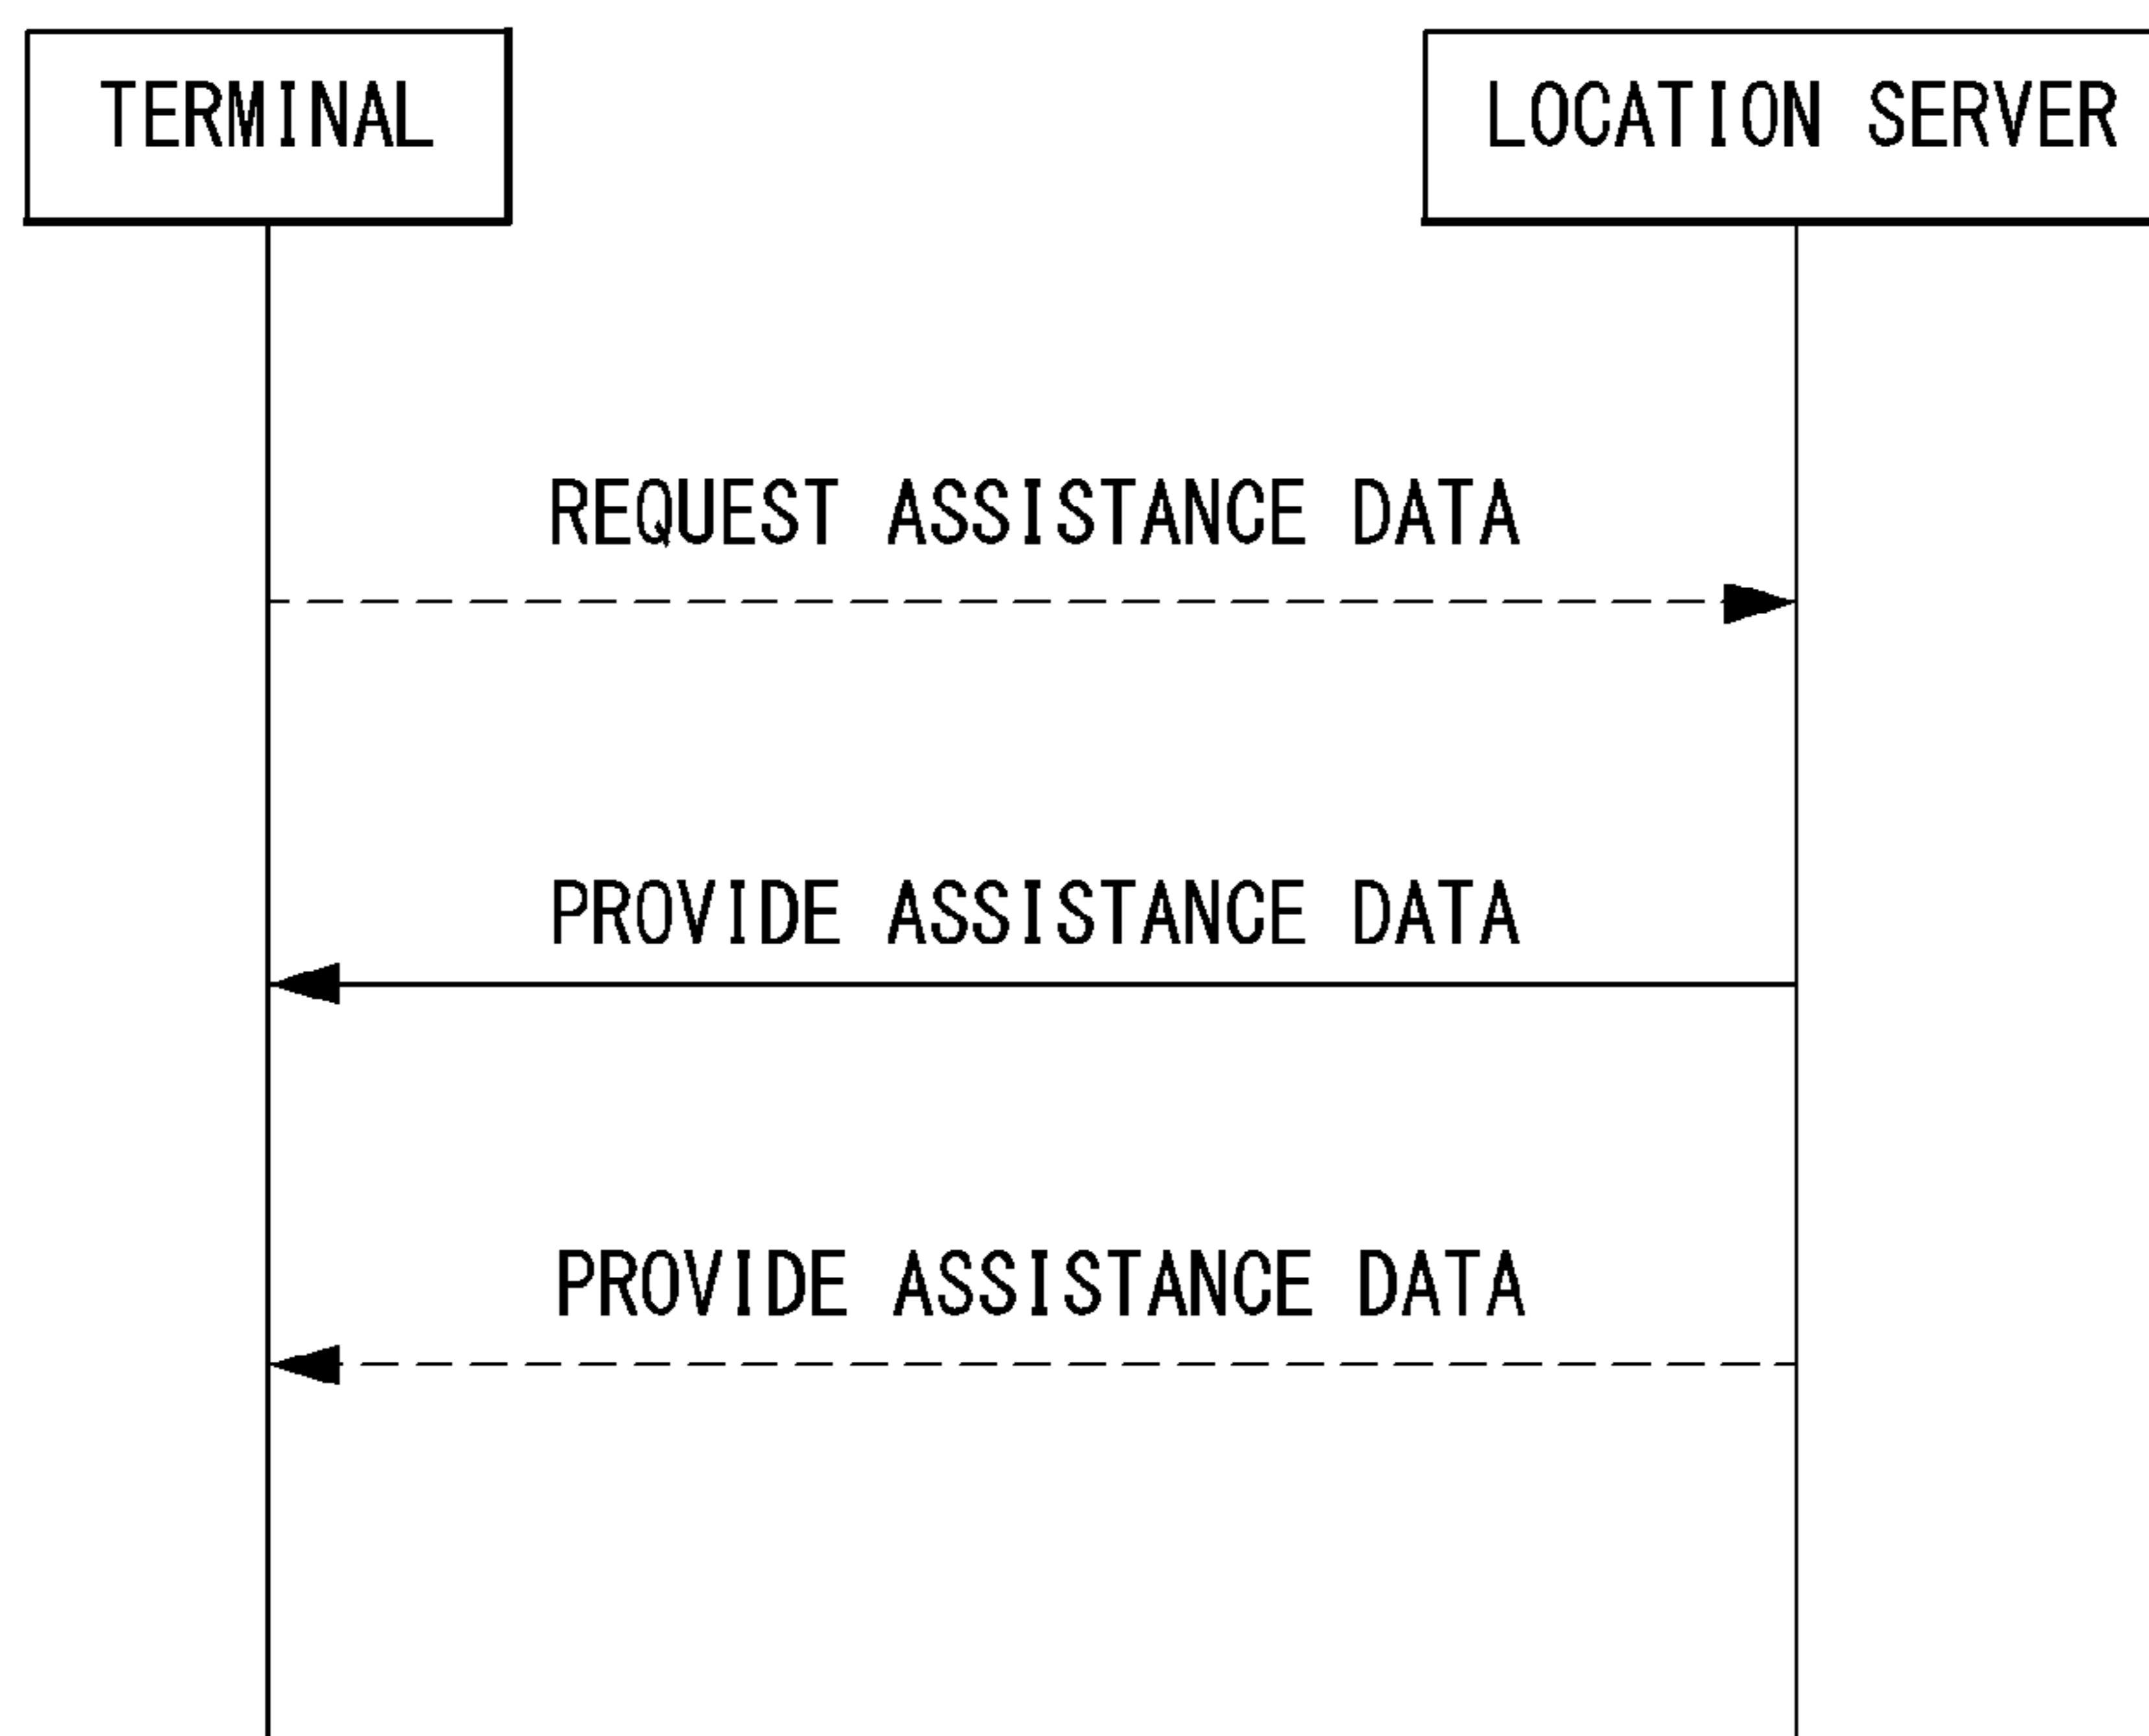 TERMINAL
LOCATION SERVER
REQUEST ASSISTANCE DATA
PROVIDE ASSISTANCE DATA
PROVIDE ASSISTANCE DATA